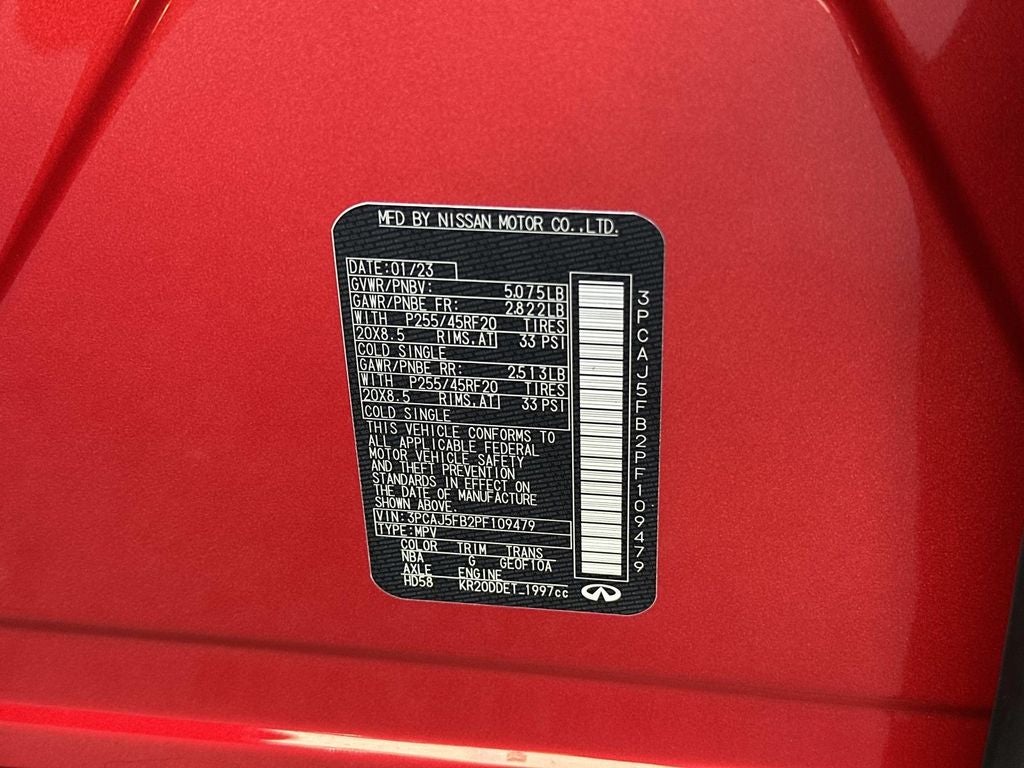 MFD BY NISSAN MOTOR CO.,LTD.
DATE:01/23
GVWR/PNBV: 5,075LB
GAWR/PNBE FR: 2,822LB
WITH P255/45RF20 TIRES
20X8.5 RIMS,AT 33 PSI
COLD SINGLE
GAWR/PNBE RR: 2,513LB
WITH P255/45RF20 TIRES
20X8.5 RIMS,AT 33 PSI
COLD SINGLE
THIS VEHICLE CONFORMS TO
ALL APPLICABLE FEDERAL
MOTOR VEHICLE SAFETY
AND THEFT PREVENTION
STANDARDS IN EFFECT ON
THE DATE OF MANUFACTURE
SHOWN ABOVE.
VIN:3PCAJ5FB2PF109479
TYPE:MPV
COLOR TRIM TRANS
NBA G GE0F10A
AXLE ENGINE
HD58 KR20DDET_1997cc
3PCAJ5FB2PF109479